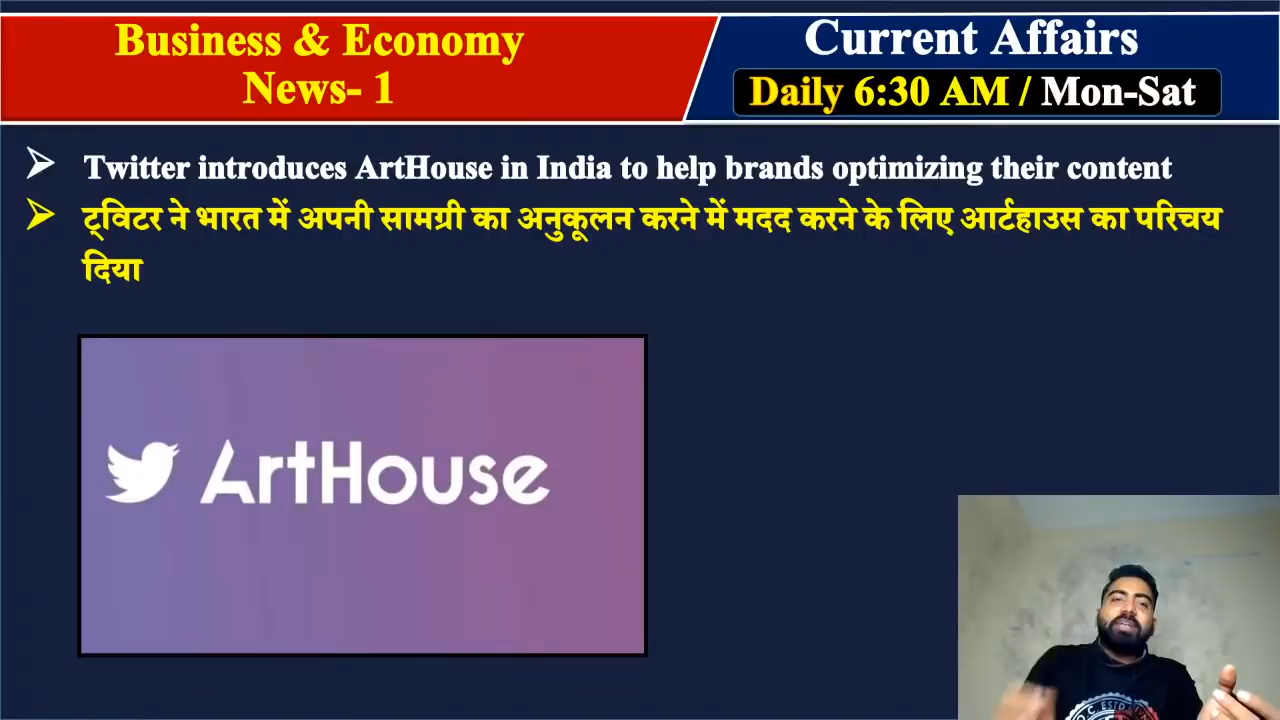 Business & Economy
News- 1
Current Affairs
Daily 6:30 AM / Mon-Sat
Twitter introduces ArtHouse in India to help brands optimizing their content
ट्विटर ने भारत में अपनी सामग्री का अनुकूलन करने में मदद करने के लिए आर्टहाउस का परिचय
दिया
ArtHouse